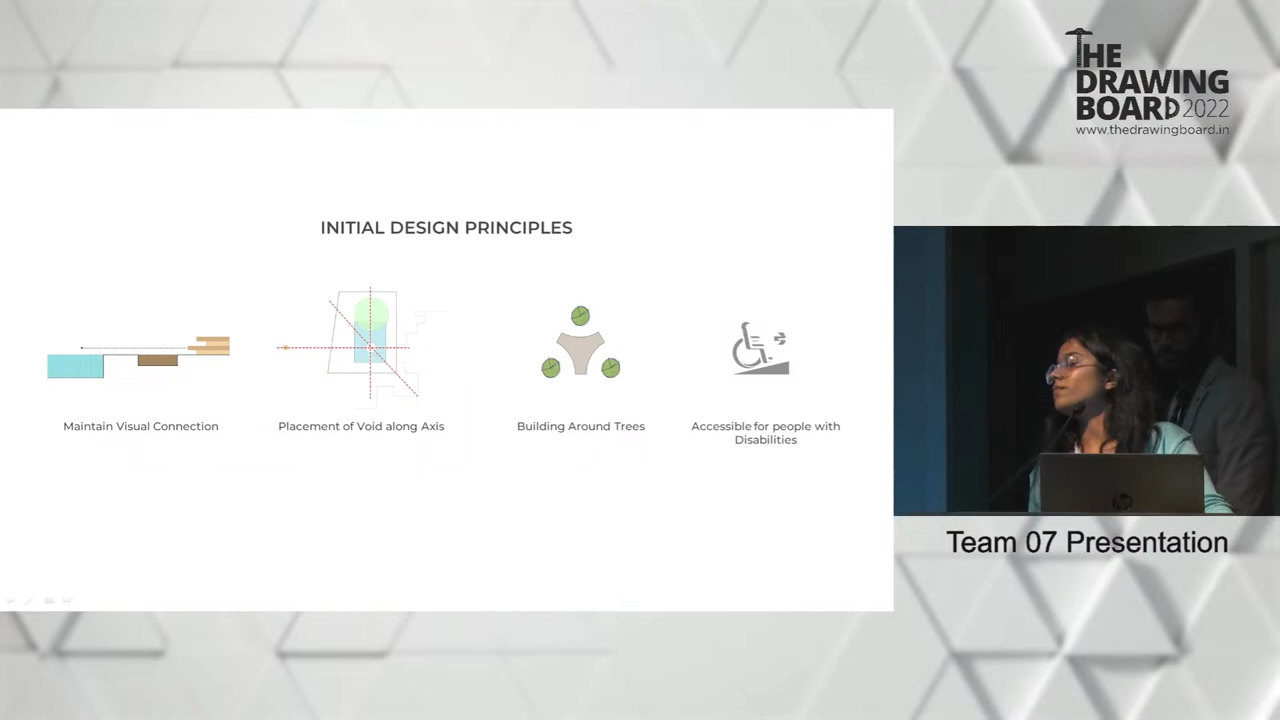 THE
DRAWING
BOARD 2022
www.thedrawingboard.in
INITIAL DESIGN PRINCIPLES
Maintain Visual Connection
Placement of Void along Axis
Building Around Trees
Accessible for people with
Disabilities
hp
Team 07 Presentation